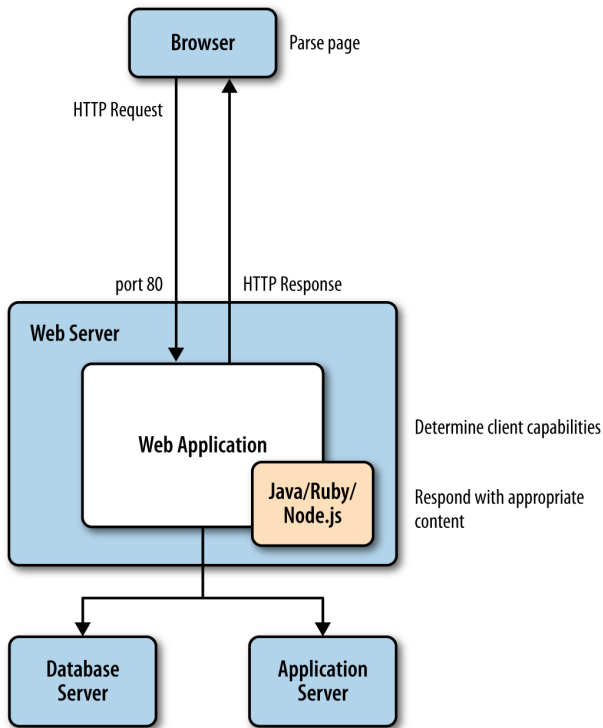 Browser
Parse page
HTTP Request
port 80
HTTP Response
Web Server
Web Application
Java/Ruby/
Node.js
Determine client capabilities
Respond with appropriate
content
Database
Server
Application
Server